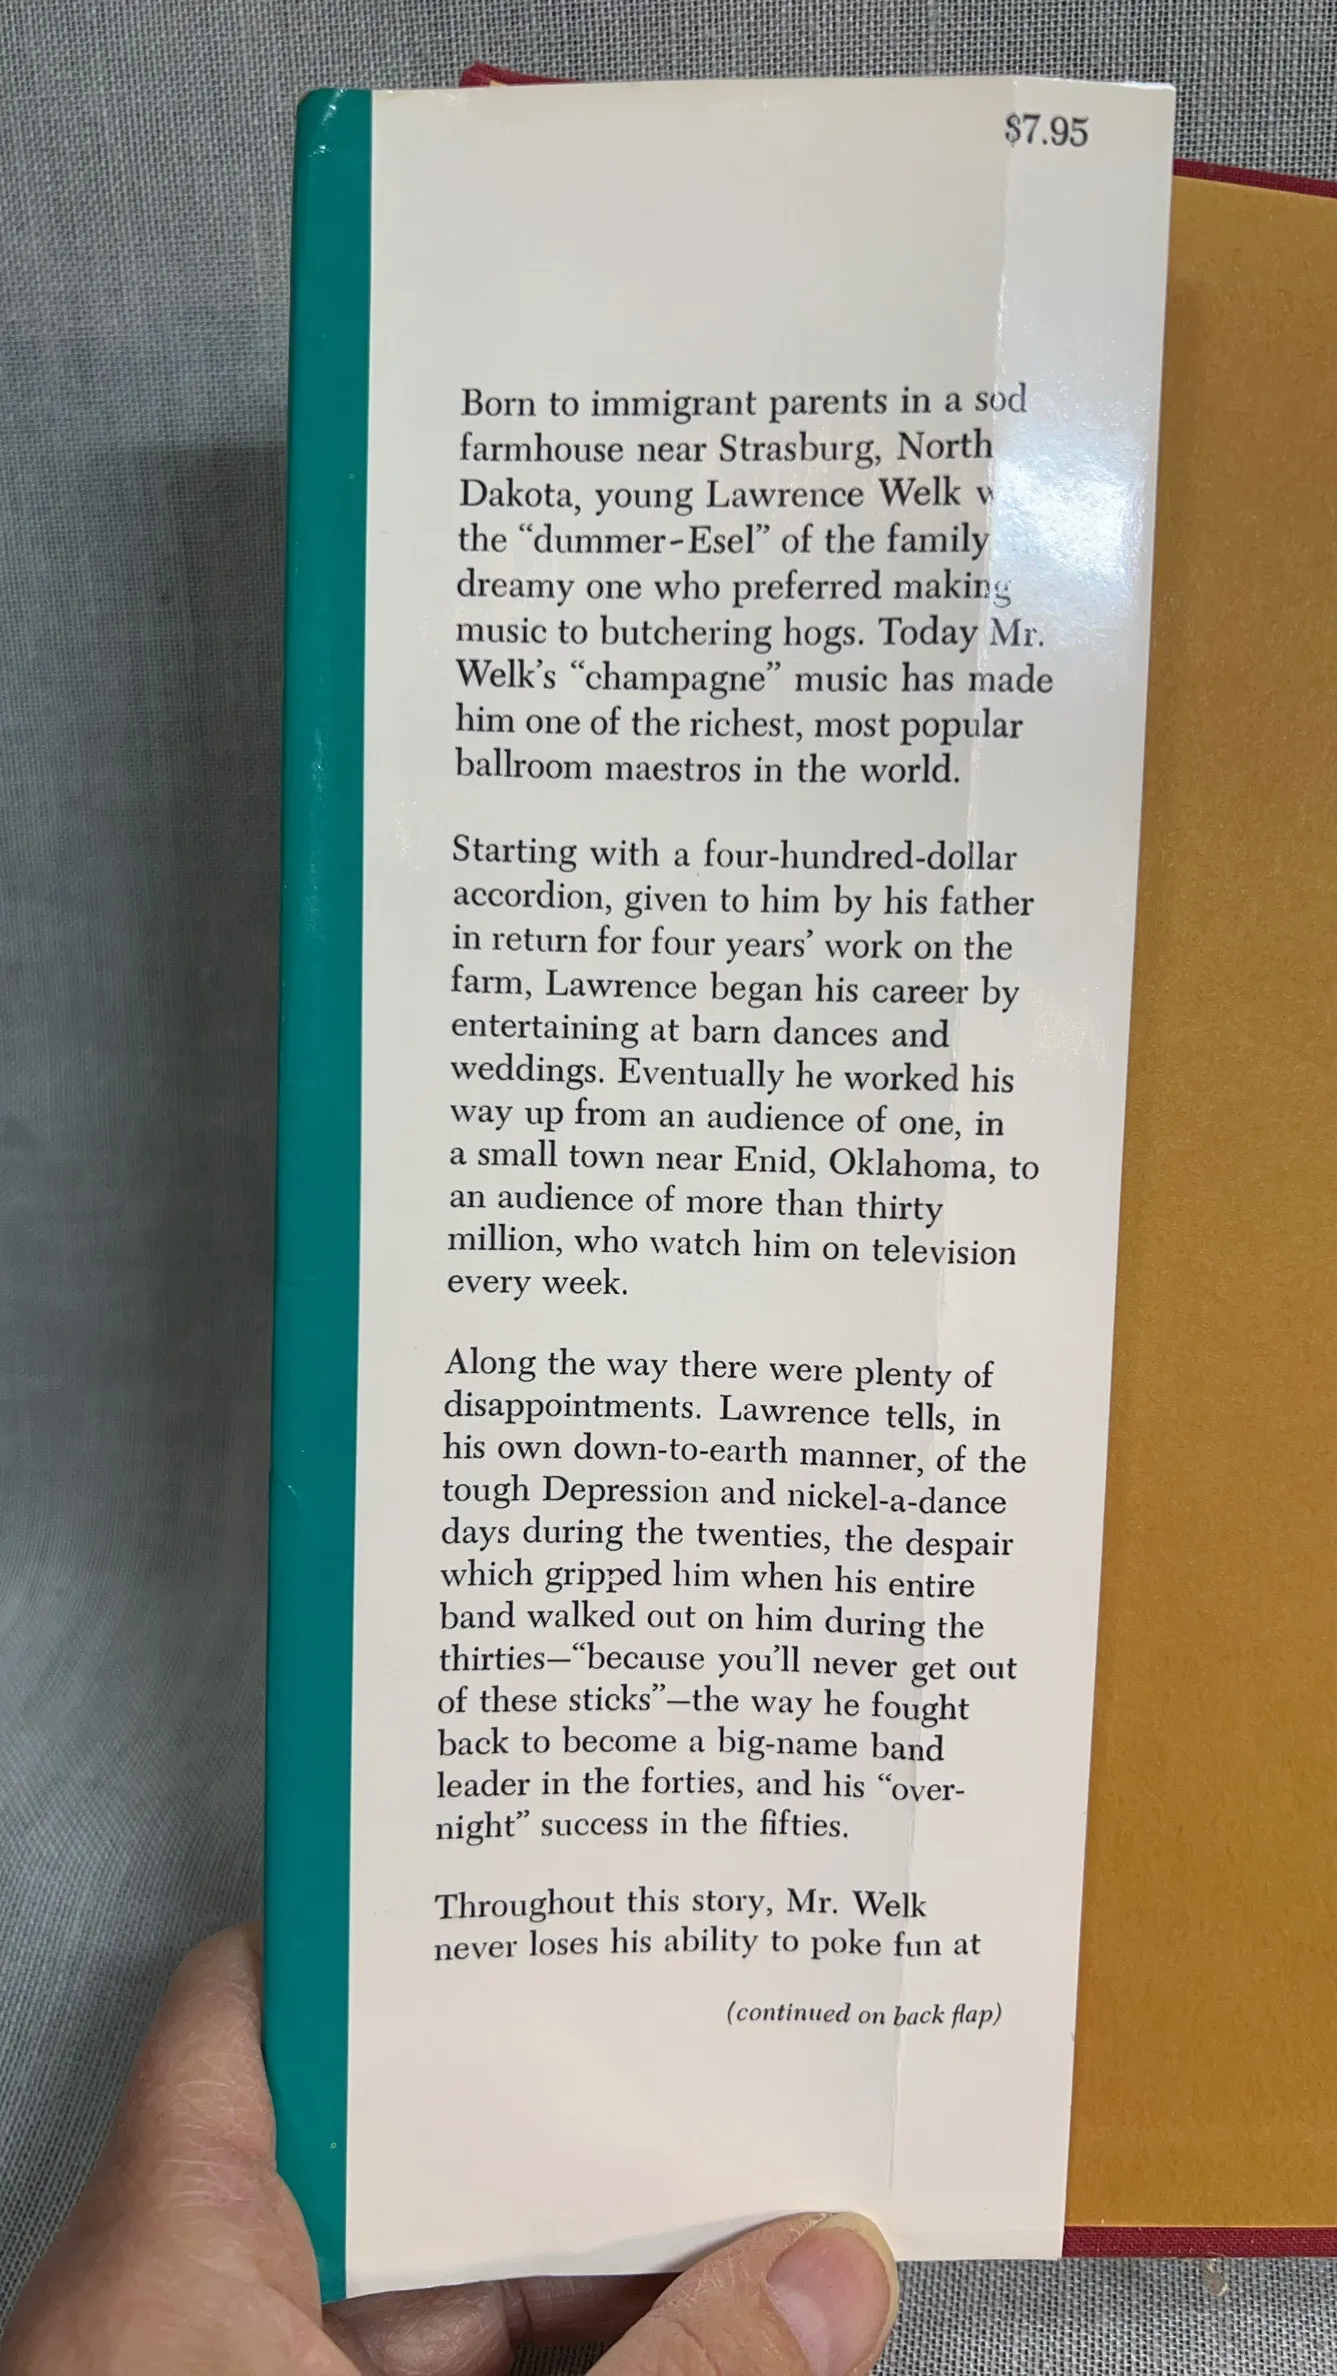 $7.95
Born to immigrant parents in a sod
farmhouse near Strasburg, North
Dakota, young Lawrence Welk
the “dummer-Esel” of the family
dreamy one who preferred making
music to butchering hogs. Today Mr.
Welk’s “champagne” music has made
him one of the richest, most popular
ballroom maestros in the world.
Starting with a four-hundred-dollar
accordion, given to him by his father
in return for four years’ work on the
farm, Lawrence began his career by
entertaining at barn dances and
weddings. Eventually he worked his
way up from an audience of one, in
a small town near Enid, Oklahoma, to
an audience of more than thirty
million, who watch him on television
every week.
Along the way there were plenty of
disappointments. Lawrence tells, in
his own down-to-earth manner, of the
tough Depression and nickel-a-dance
days during the twenties, the despair
which gripped him when his entire
band walked out on him during the
thirties—“because you’ll never get out
of these sticks”—the way he fought
back to become a big-name band
leader in the forties, and his “over-
night” success in the fifties.
Throughout this story, Mr. Welk
never loses his ability to poke fun at
(continued on back flap)